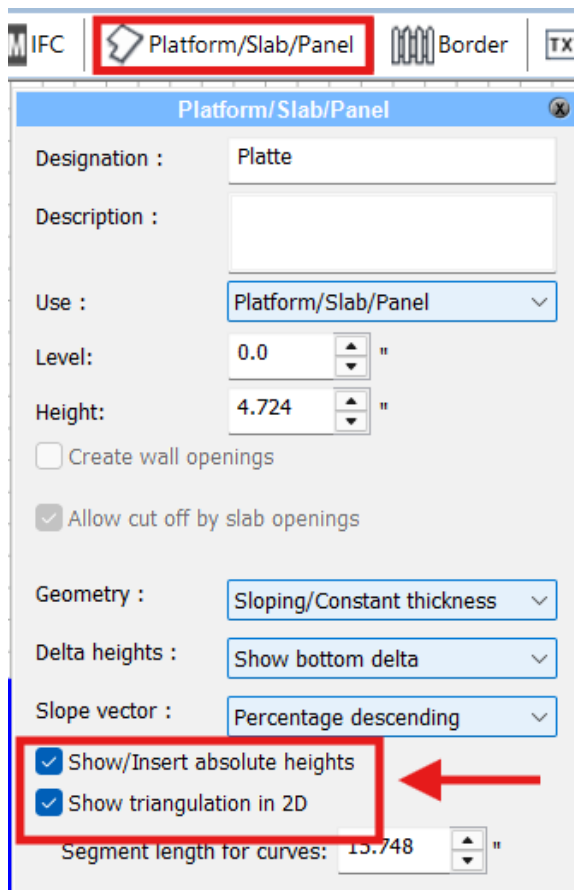 IFC Platform/Slab/Panel Border TX
Platform/Slab/Panel
Designation : Platte
Description :
Use : Platform/Slab/Panel
Level: 0.0 "
Height: 4.724 "
Create wall openings
Allow cut off by slab openings
Geometry : Sloping/Constant thickness
Delta heights : Show bottom delta
Slope vector : Percentage descending
Show/Insert absolute heights
Show triangulation in 2D
Segment length for curves: 15.748 "